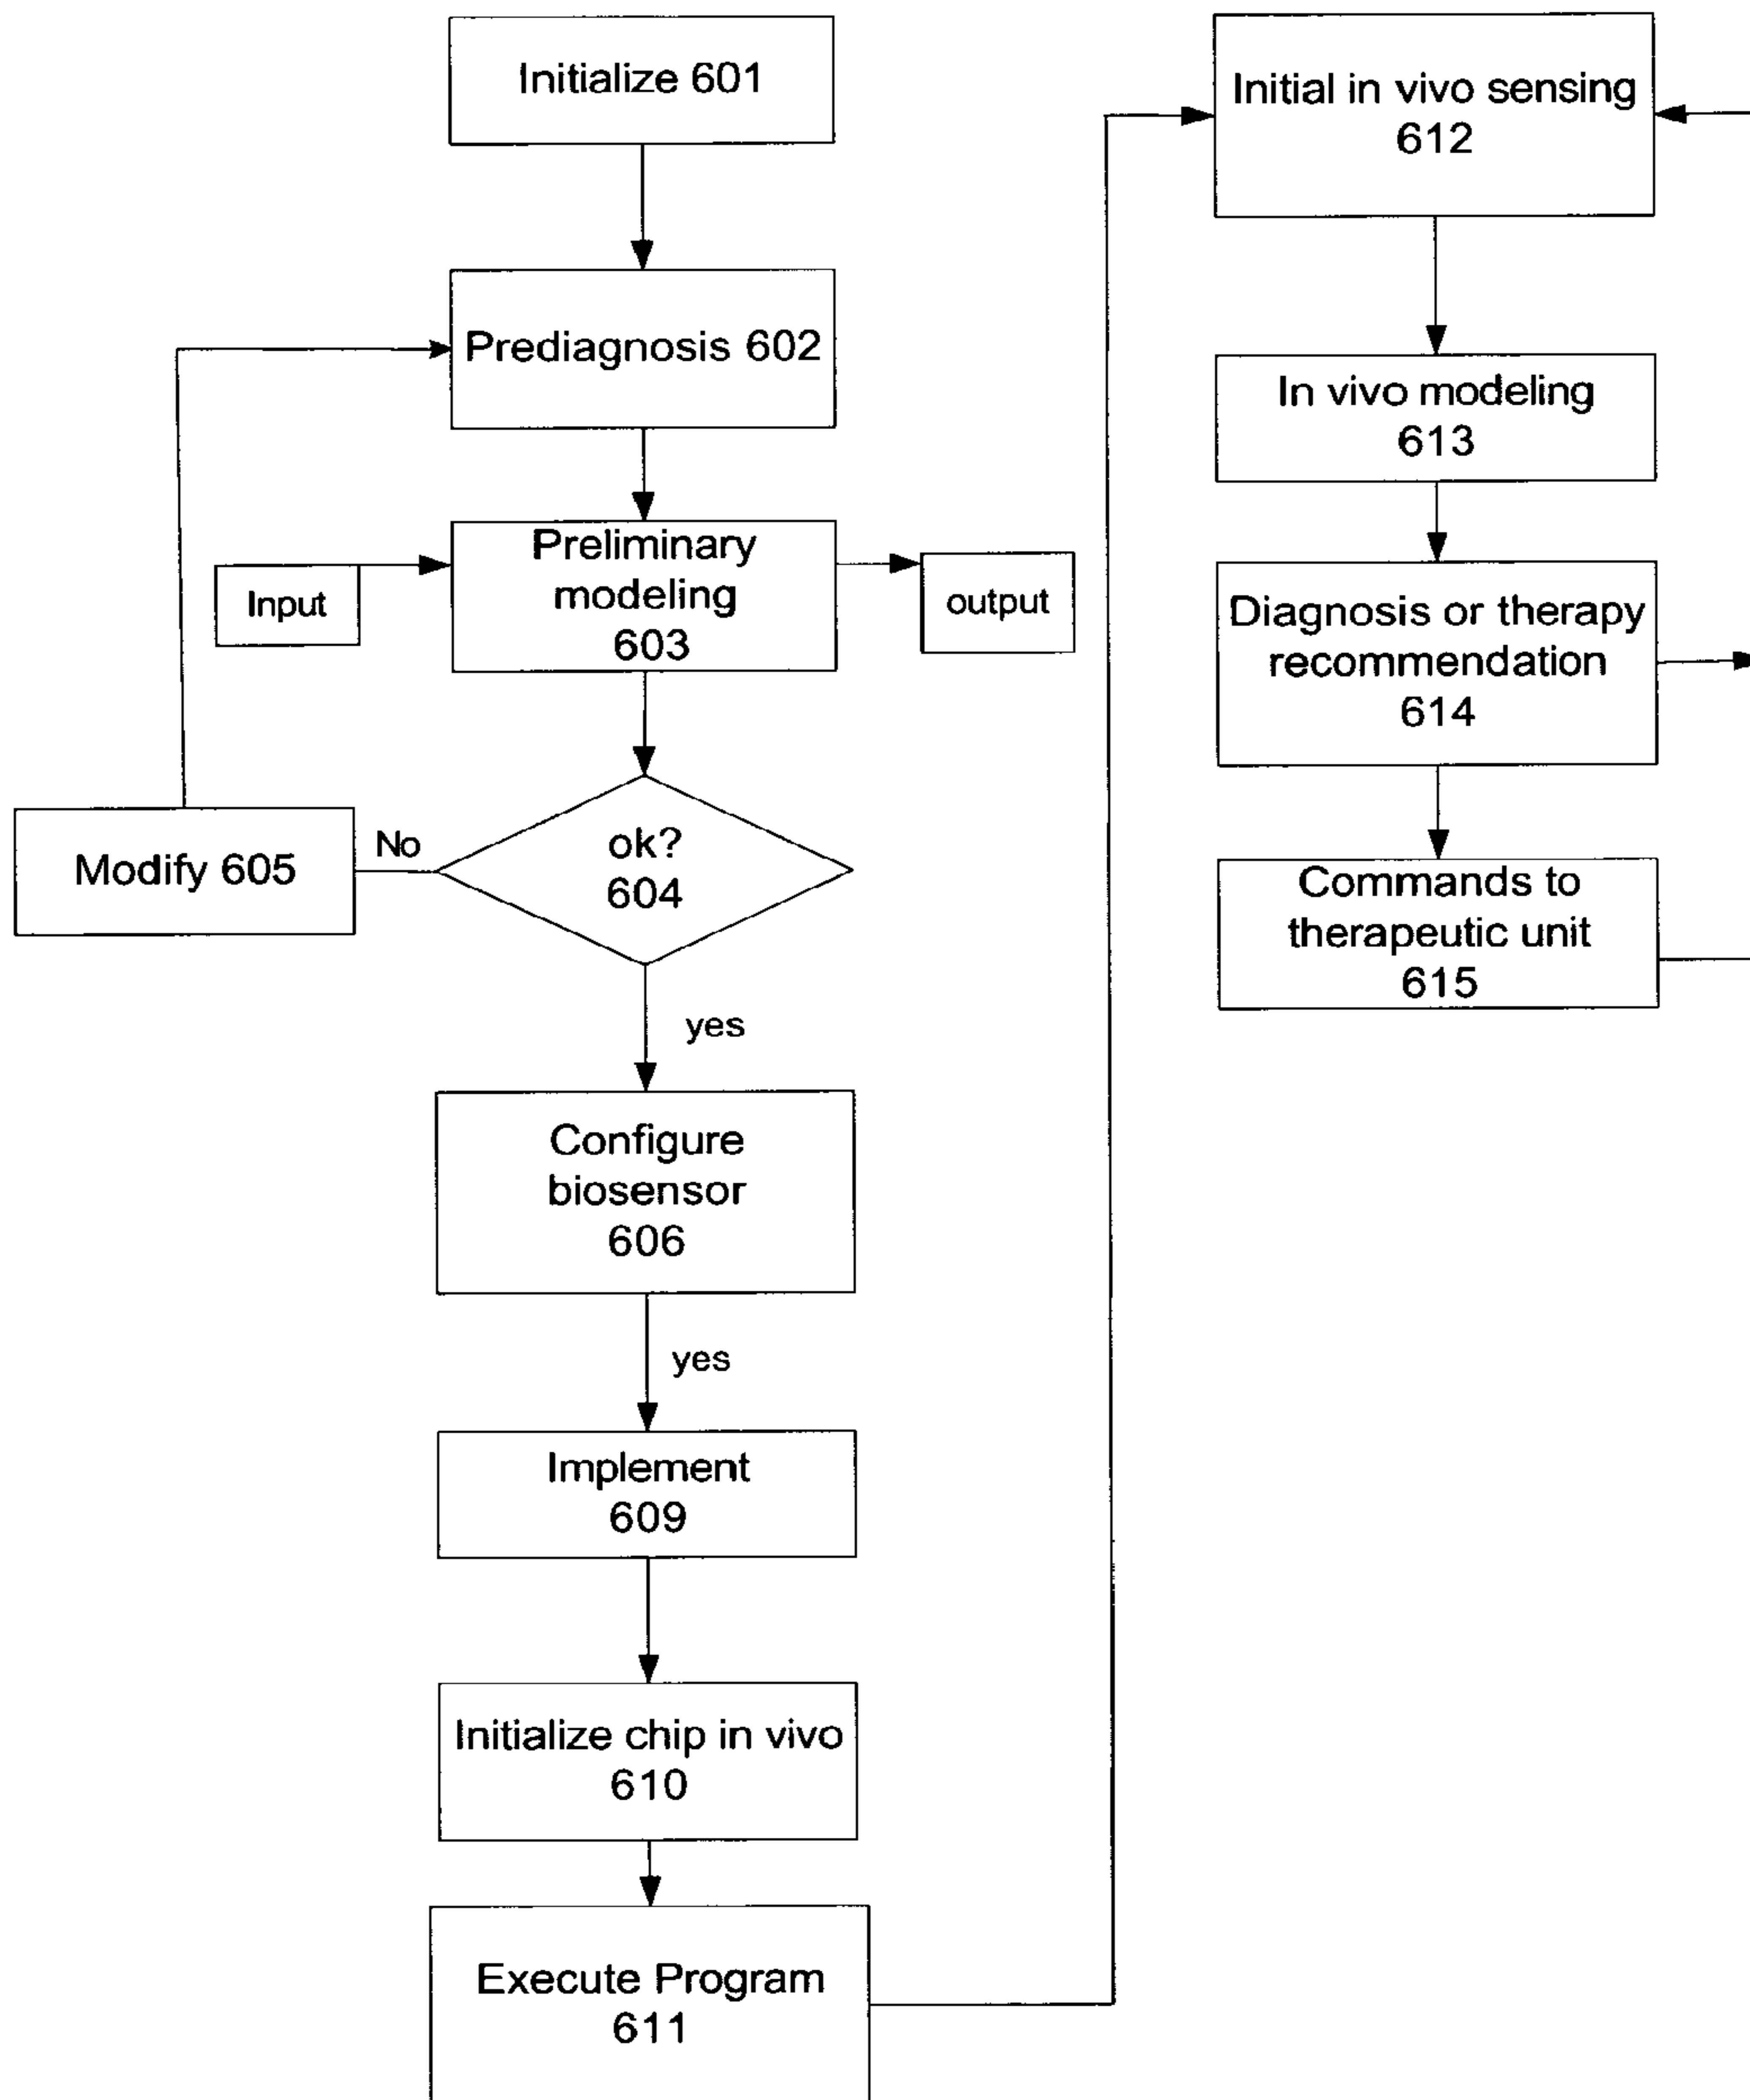 Initialize 601
Prediagnosis 602
Input
Preliminary
modeling
603
output
Modify 605
No
ok?
604
yes
Configure
biosensor
606
yes
Implement
609
Initialize chip in vivo
610
Execute Program
611
Initial in vivo sensing
612
In vivo modeling
613
Diagnosis or therapy
recommendation
614
Commands to
therapeutic unit
615